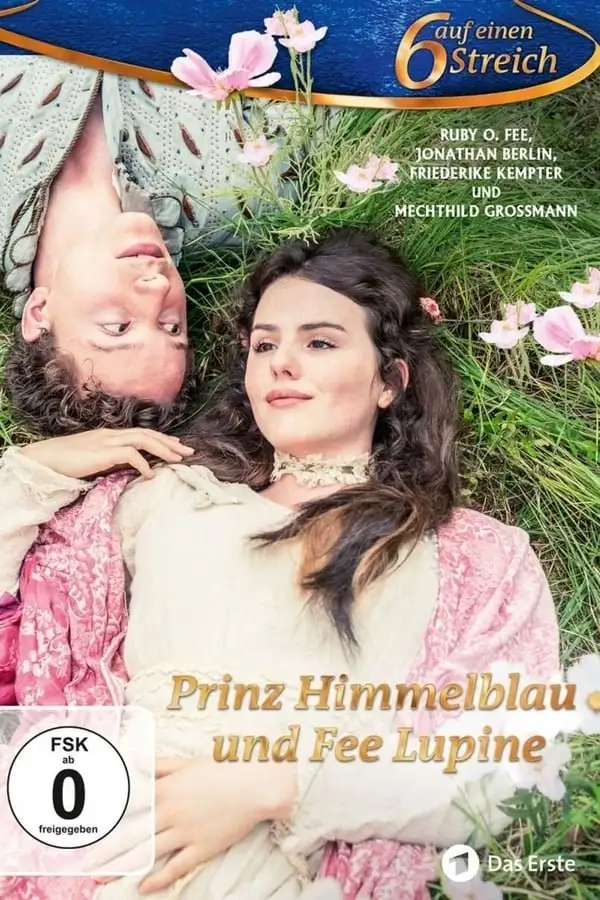 6 auf einen
Streich
RUBY O. FEE,
JONATHAN BERLIN,
FRIEDERIKE KEMPTER
UND
MECHTHILD GROSSMANN
Prinz Himmelblau
und Fee Lupine
FSK
ab
0
freigegeben
1 Das Erste